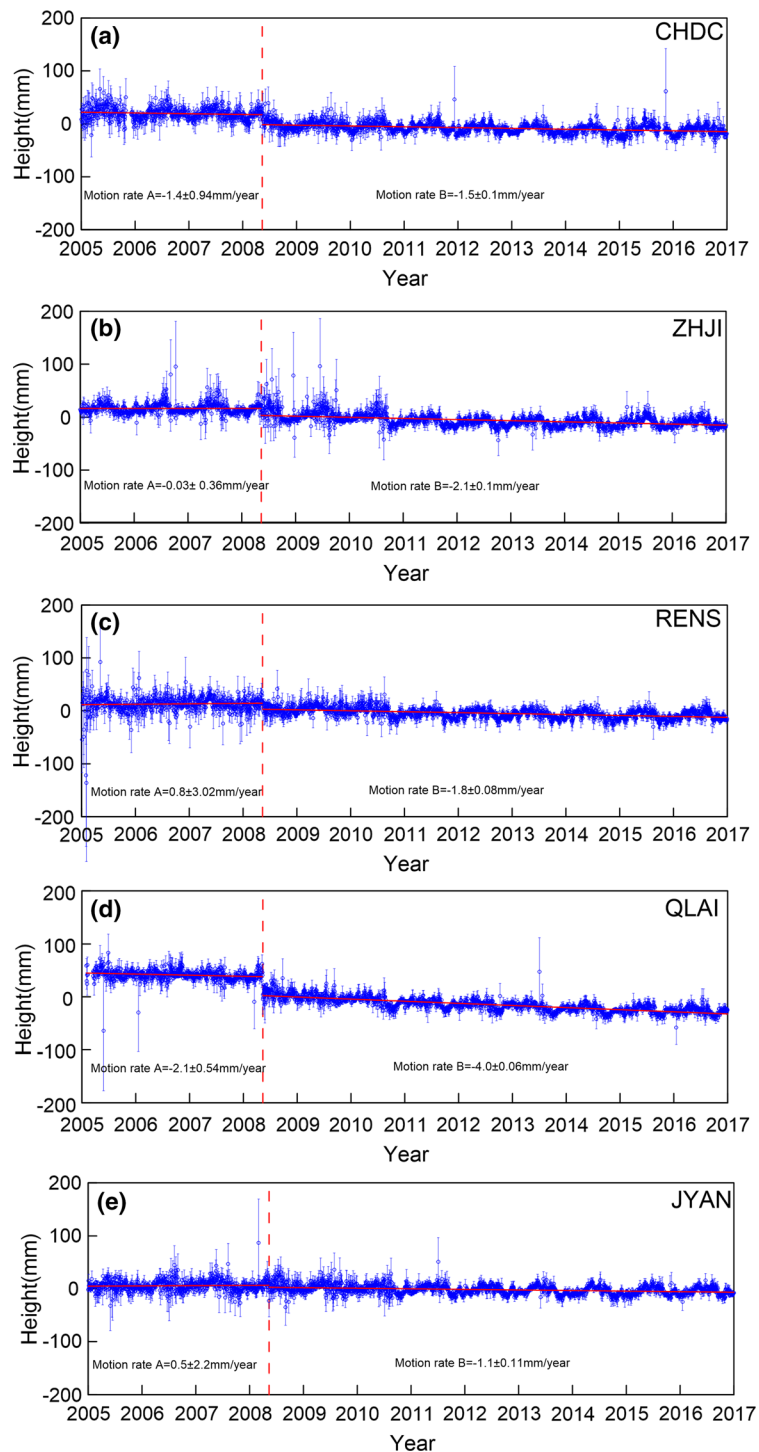 (a)
CHDC
Height(mm)
200
100
0
-100
-200
Motion rate A=-1.4±0.94mm/year
Motion rate B=-1.5±0.1mm/year
2005 2006 2007 2008 2009 2010 2011 2012 2013 2014 2015 2016 2017
Year
(b)
ZHJI
Height(mm)
200
100
0
-100
-200
Motion rate A=-0.03± 0.36mm/year
Motion rate B=-2.1±0.1mm/year
2005 2006 2007 2008 2009 2010 2011 2012 2013 2014 2015 2016 2017
Year
(c)
RENS
Height(mm)
200
100
0
-100
-200
Motion rate A=0.8±3.02mm/year
Motion rate B=-1.8±0.08mm/year
2005 2006 2007 2008 2009 2010 2011 2012 2013 2014 2015 2016 2017
Year
(d)
QLAI
Height(mm)
200
100
0
-100
-200
Motion rate A=-2.1±0.54mm/year
Motion rate B=-4.0±0.06mm/year
2005 2006 2007 2008 2009 2010 2011 2012 2013 2014 2015 2016 2017
Year
(e)
JYAN
Height(mm)
200
100
0
-100
-200
Motion rate A=0.5±2.2mm/year
Motion rate B=-1.1±0.11mm/year
2005 2006 2007 2008 2009 2010 2011 2012 2013 2014 2015 2016 2017
Year